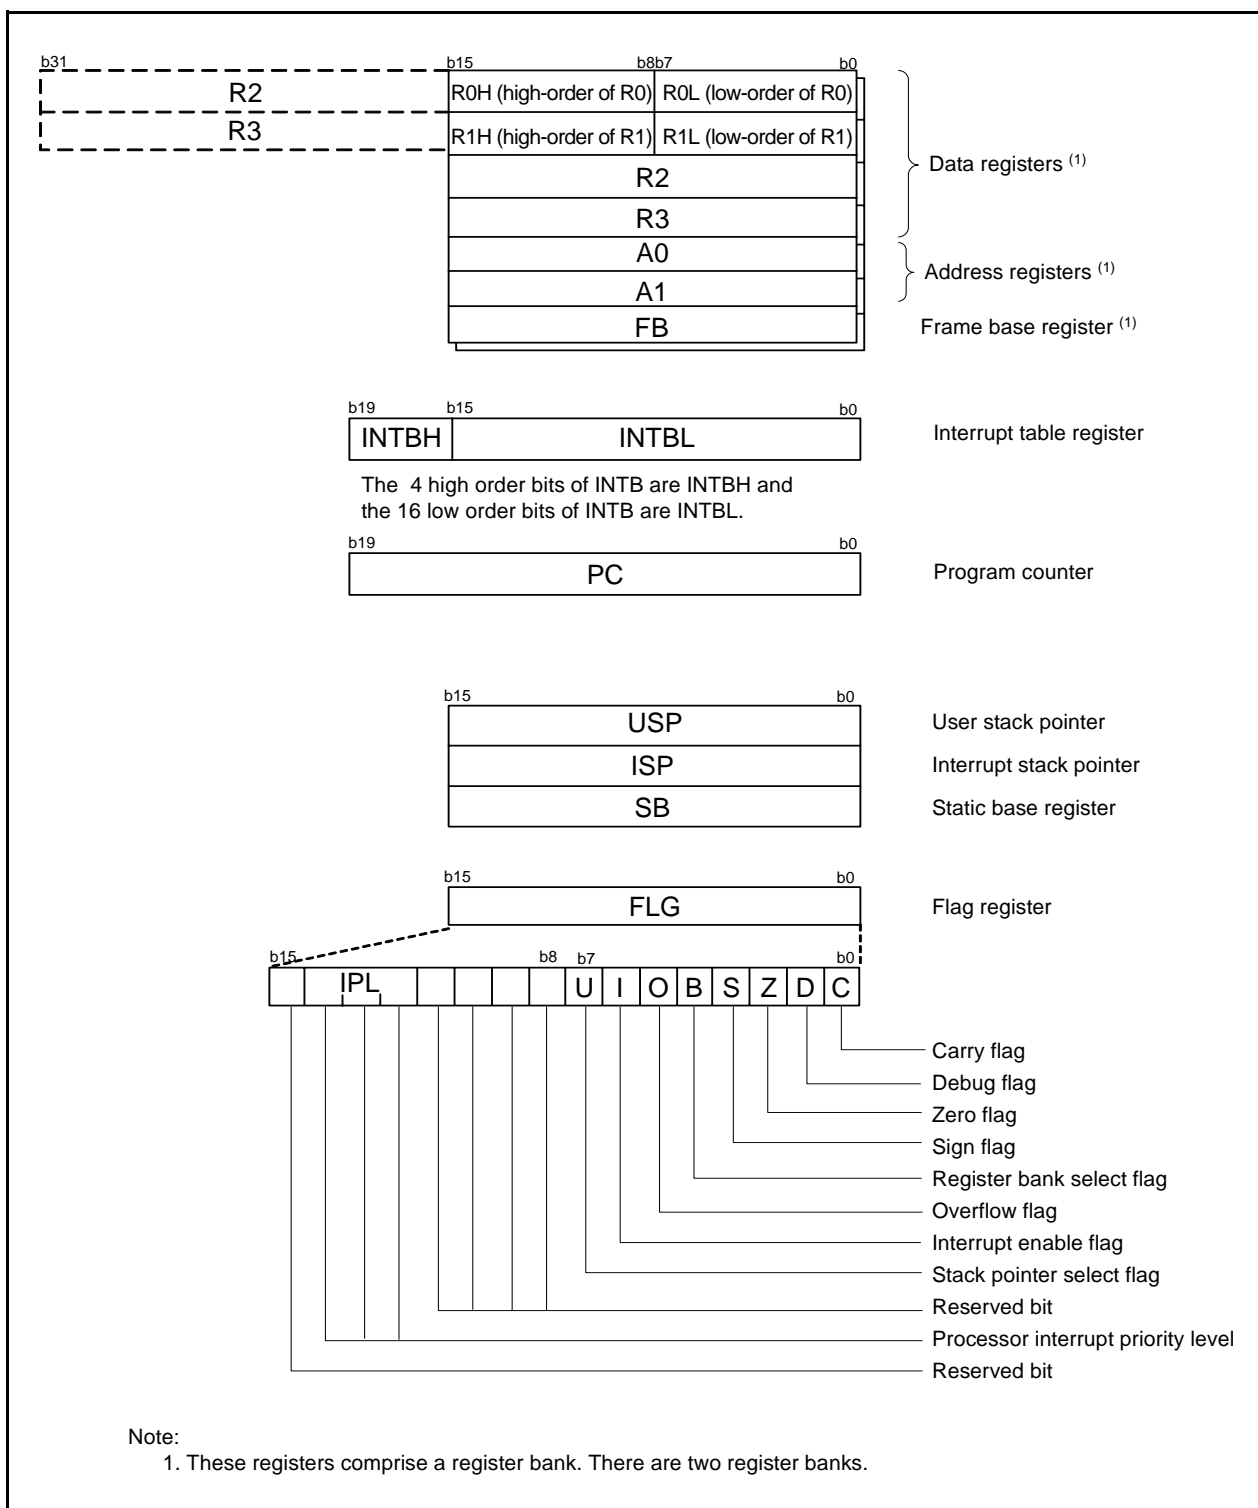 b31 b15 b8b7 b0
R2 R0H (high-order of R0) R0L (low-order of R0)
R3 R1H (high-order of R1) R1L (low-order of R1)
Data registers (1)
R2
R3
A0
Address registers (1)
A1
FB Frame base register (1)
b19 b15 b0
INTBH INTBL Interrupt table register
The 4 high order bits of INTB are INTBH and
the 16 low order bits of INTB are INTBL.
b19 b0
PC Program counter
b15 b0
USP User stack pointer
ISP Interrupt stack pointer
SB Static base register
b15 b0
FLG Flag register
b15 b8 b7 b0
IPL U I O B S Z D C
Carry flag
Debug flag
Zero flag
Sign flag
Register bank select flag
Overflow flag
Interrupt enable flag
Stack pointer select flag
Reserved bit
Processor interrupt priority level
Reserved bit
Note:
1. These registers comprise a register bank. There are two register banks.